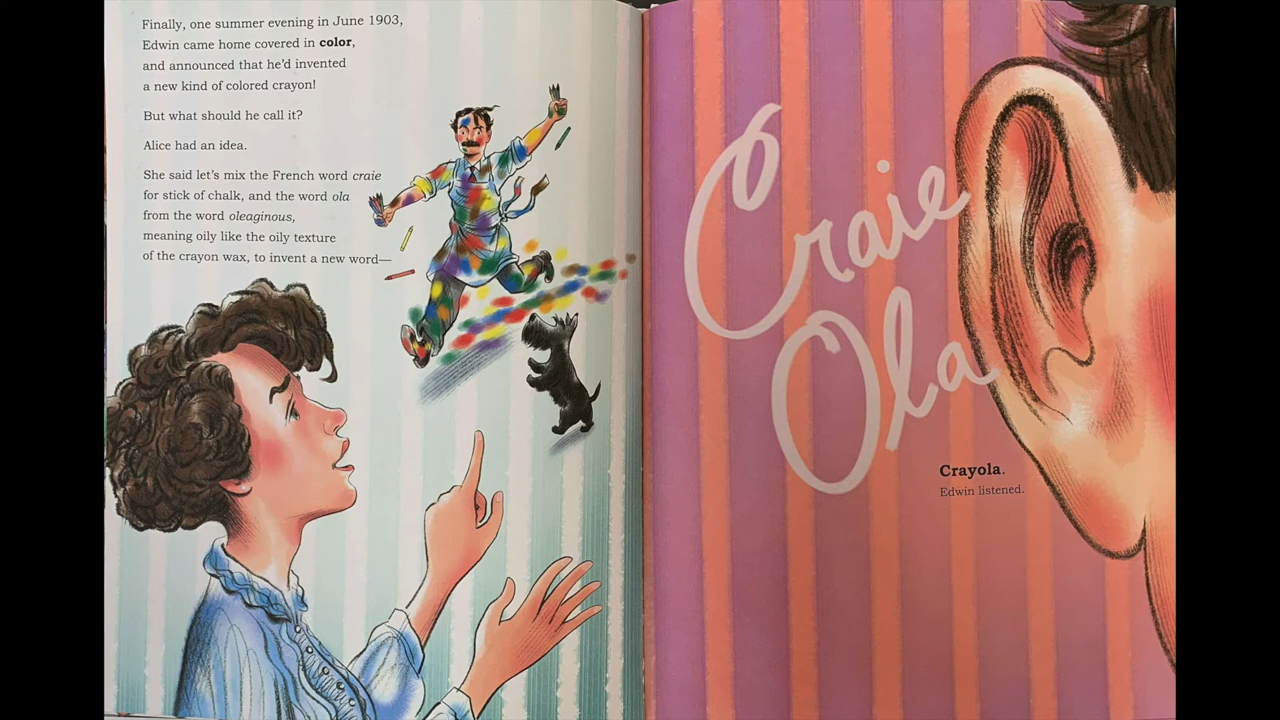 Finally, one summer evening in June 1903,
Edwin came home covered in color,
and announced that he'd invented
a new kind of colored crayon!
But what should he call it?
Alice had an idea.
She said let's mix the French word craie
for stick of chalk, and the word ola
from the word oleaginous,
meaning oily like the oily texture
of the crayon wax, to invent a new word—
Craie
Ola
Crayola.
Edwin listened.